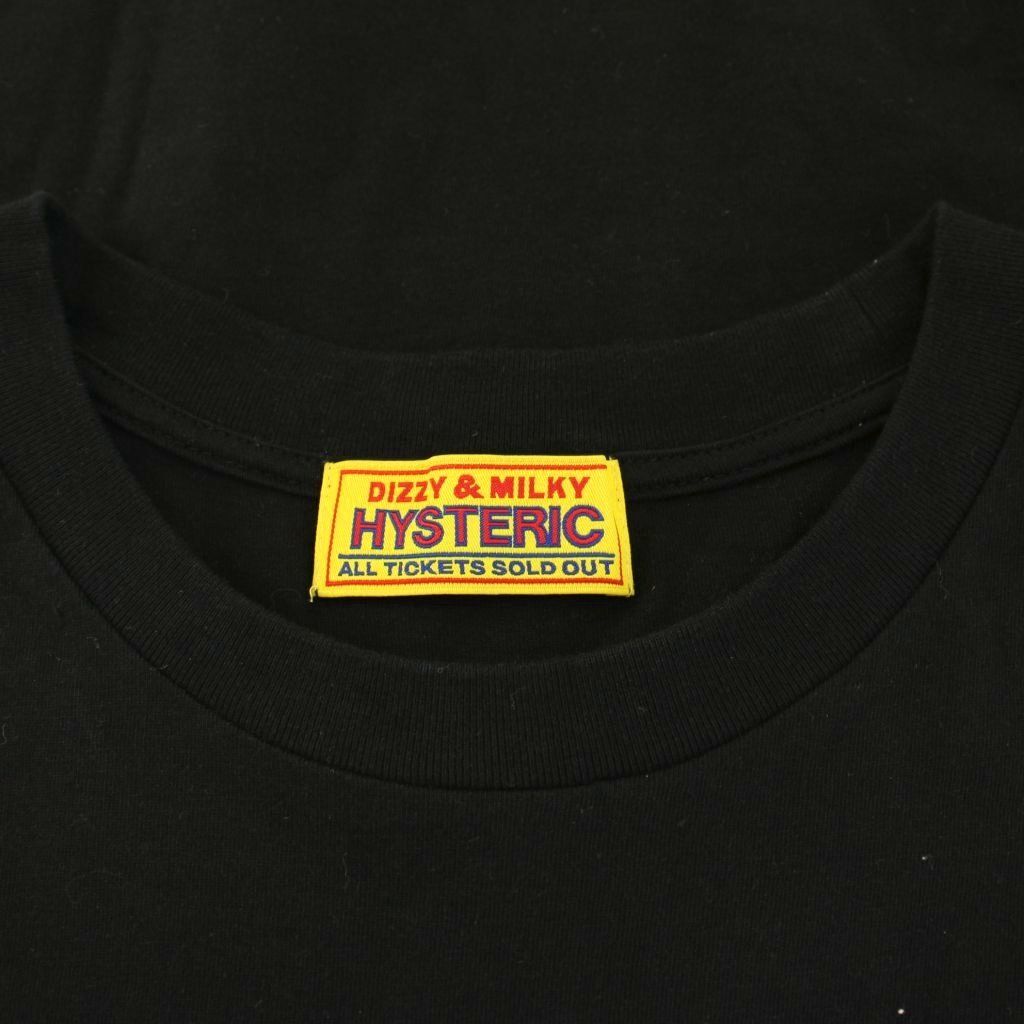 DIZZY & MILKY
HYSTERIC
ALL TICKETS SOLD OUT